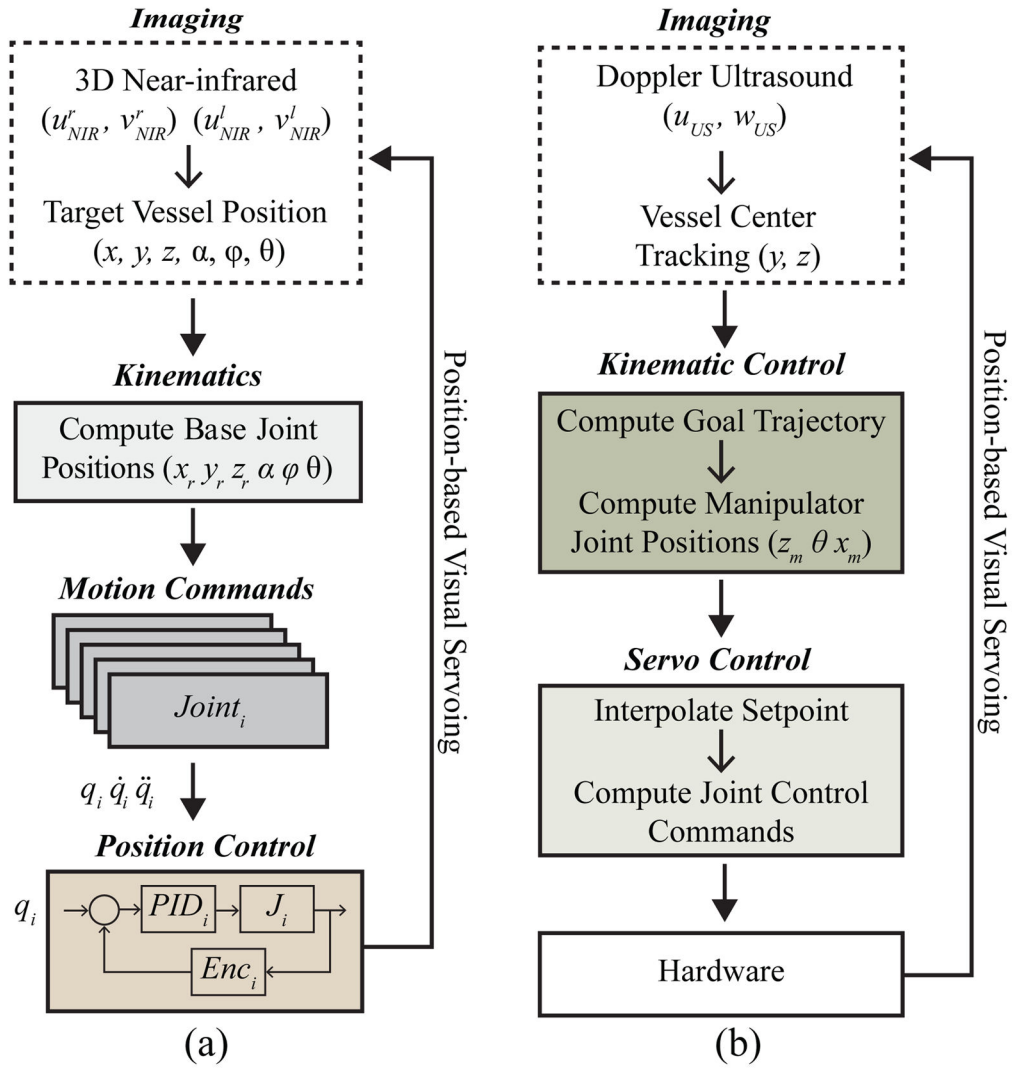 Imaging
3D Near-infrared
(u^r_NIR, v^r_NIR) (u^l_NIR, v^l_NIR)
Target Vessel Position
(x, y, z, α, φ, θ)
Kinematics
Compute Base Joint
Positions (x_r y_r z_r α φ θ)
Motion Commands
Joint_i
q_i q̇_i q̈_i
Position Control
q_i
PID_i
J_i
Enc_i
Position-based Visual Servoing
(a)
Imaging
Doppler Ultrasound
(u_US, w_US)
Vessel Center
Tracking (y, z)
Kinematic Control
Compute Goal Trajectory
Compute Manipulator
Joint Positions (z_m θ x_m)
Servo Control
Interpolate Setpoint
Compute Joint Control
Commands
Hardware
Position-based Visual Servoing
(b)